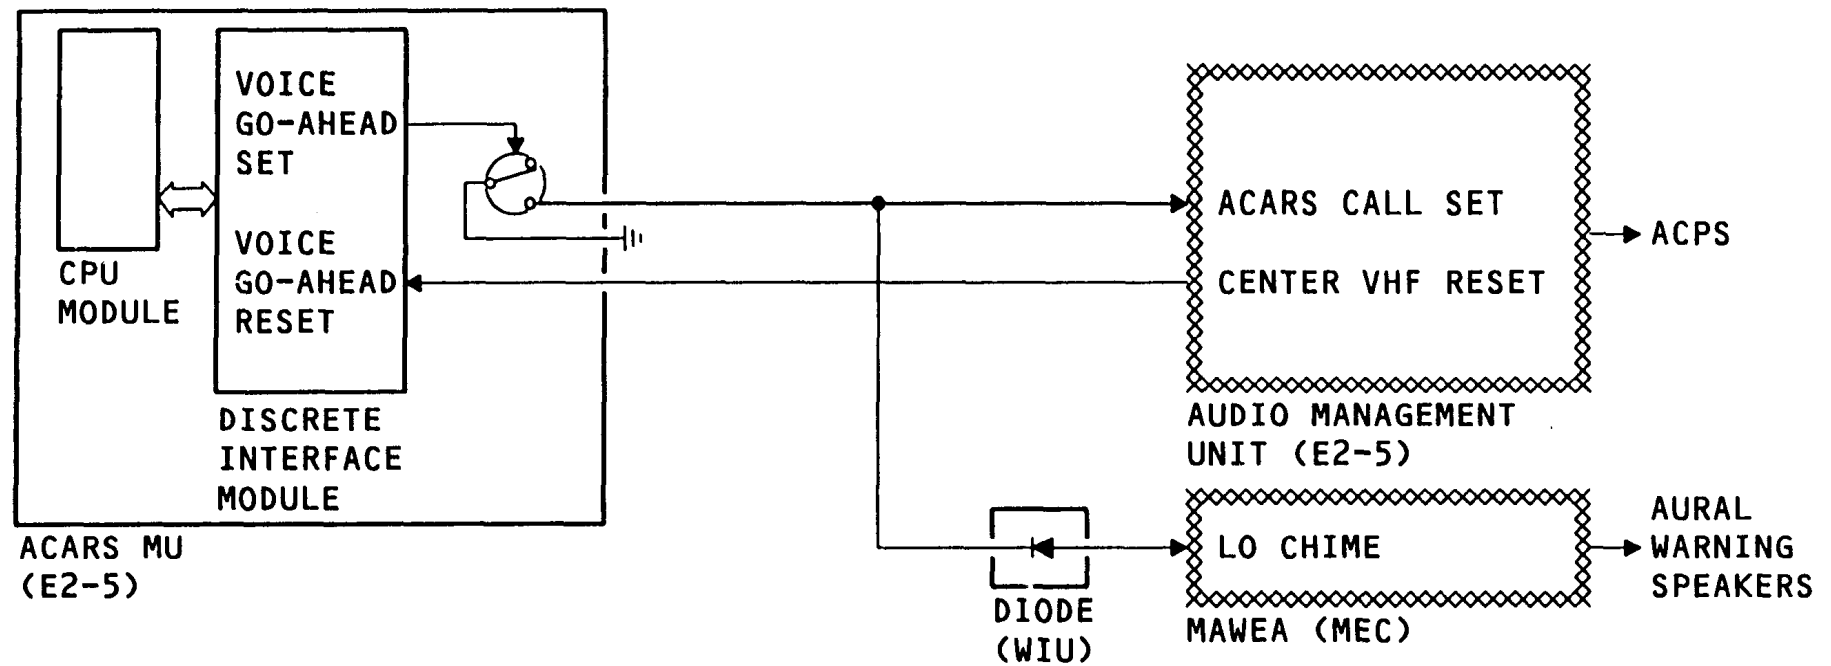 VOICE
GO-AHEAD
SET
VOICE
GO-AHEAD
RESET
CPU
MODULE
DISCRETE
INTERFACE
MODULE
ACARS MU
(E2-5)
ACARS CALL SET
CENTER VHF RESET
ACPS
AUDIO MANAGEMENT
UNIT (E2-5)
LO CHIME
AURAL
WARNING
SPEAKERS
DIODE
(WIU)
MAWEA (MEC)